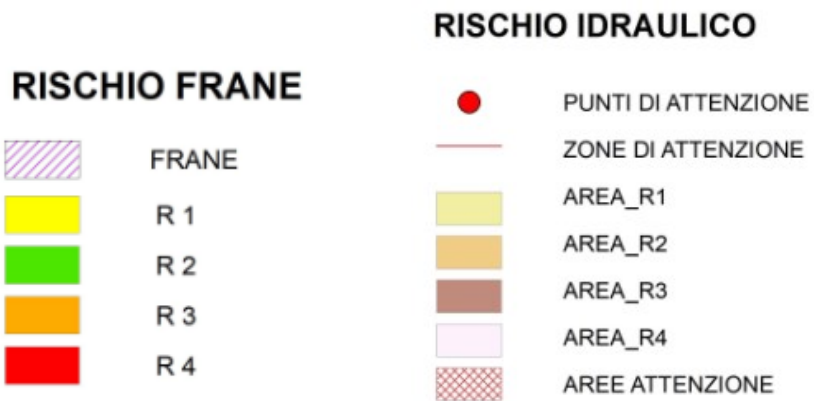 RISCHIO FRANE
FRANE
R 1
R 2
R 3
R 4
RISCHIO IDRAULICO
PUNTI DI ATTENZIONE
ZONE DI ATTENZIONE
AREA_R1
AREA_R2
AREA_R3
AREA_R4
AREE ATTENZIONE